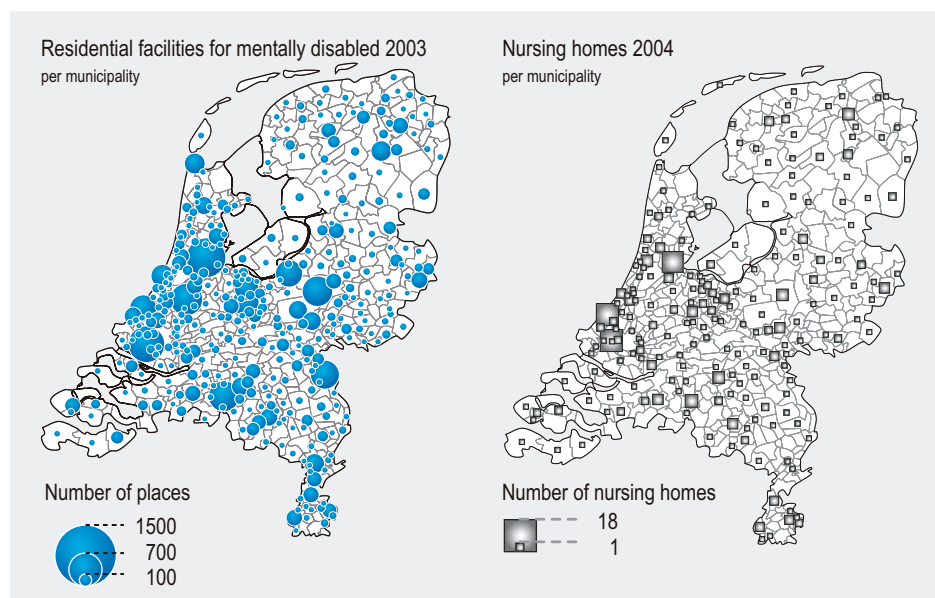 Residential facilities for mentally disabled 2003
per municipality
Number of places
1500
700
100
Nursing homes 2004
per municipality
Number of nursing homes
18
1